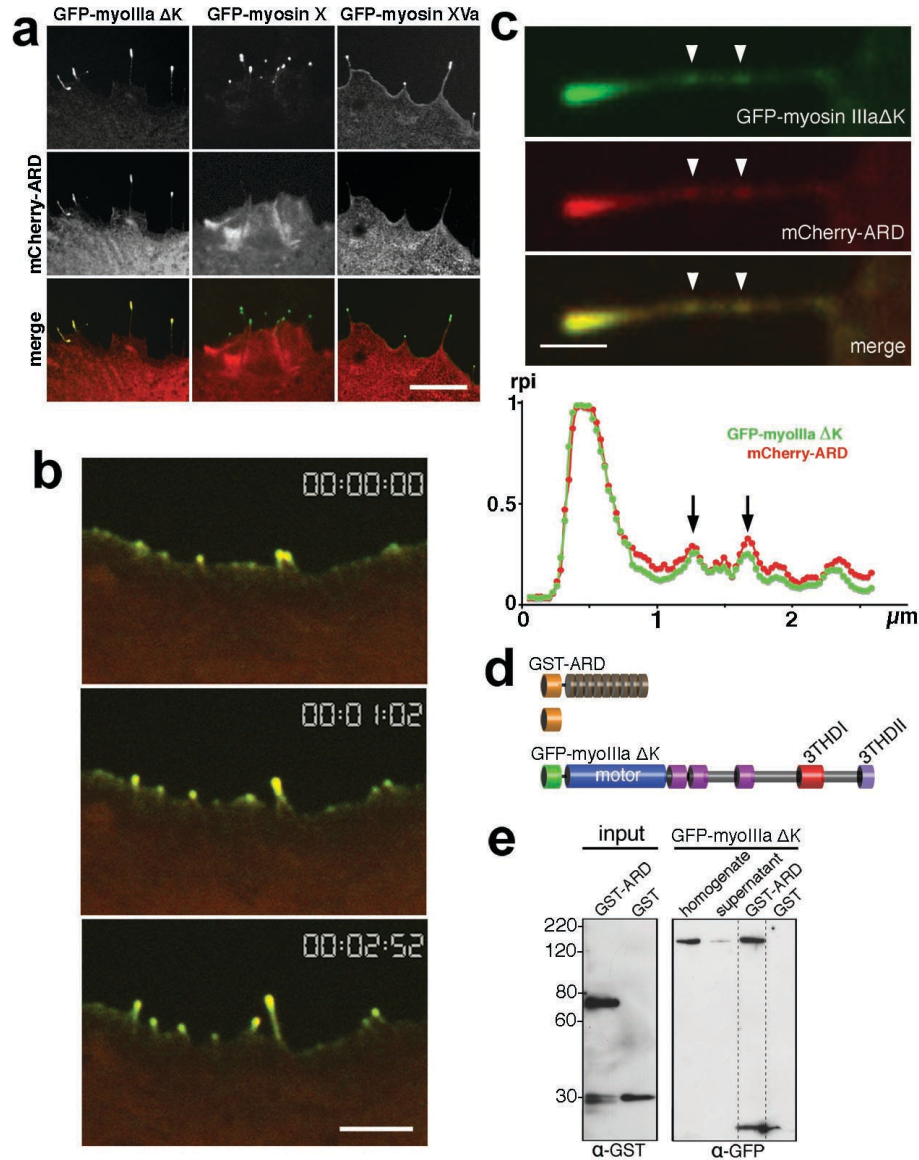 a
GFP-myoIIIa ΔK
GFP-myosin X
GFP-myosin XVa
mCherry-ARD
merge
b
00:00:00
00:01:02
00:02:52
c
GFP-myosin IIIaΔK
mCherry-ARD
merge
rpi
1
GFP-myoIIIa ΔK
mCherry-ARD
0.5
0
0 1 2 μm
d
GST-ARD
GFP-myoIIIa ΔK
motor
3THDI
3THDII
e
input
GFP-myoIIIa ΔK
GST-ARD
GST
homogenate
supernatant
GST-ARD
GST
220
120
80
60
30
α-GST
α-GFP